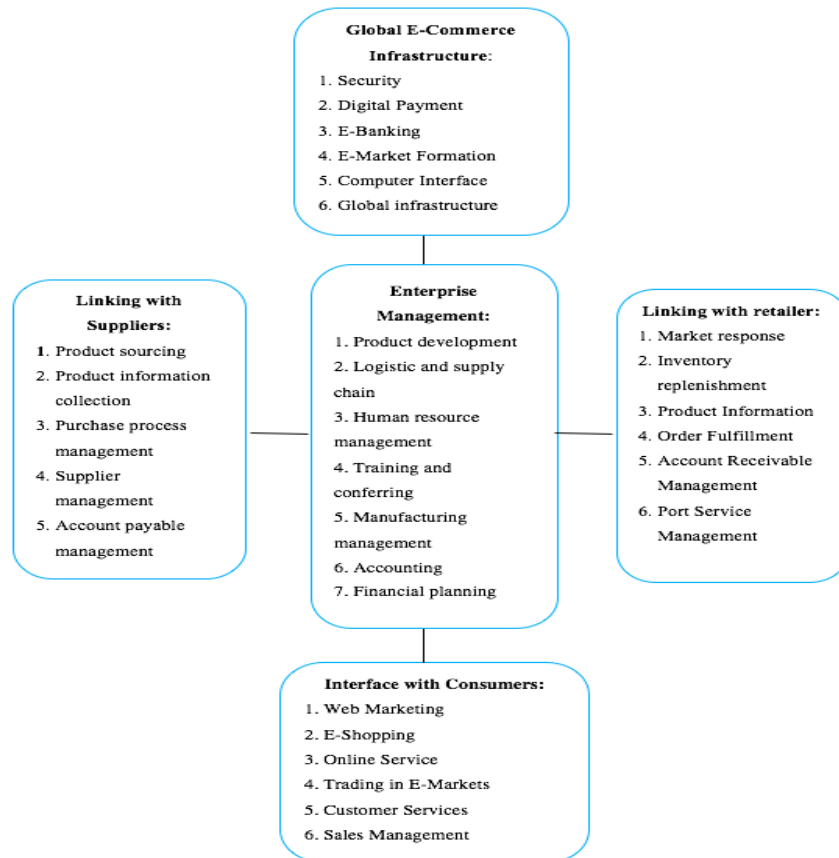 Global E-Commerce
Infrastructure:
1. Security
2. Digital Payment
3. E-Banking
4. E-Market Formation
5. Computer Interface
6. Global infrastructure
Linking with
Suppliers:
1. Product sourcing
2. Product information
collection
3. Purchase process
management
4. Supplier
management
5. Account payable
management
Enterprise
Management:
1. Product development
2. Logistic and supply
chain
3. Human resource
management
4. Training and
conferring
5. Manufacturing
management
6. Accounting
7. Financial planning
Linking with retailer:
1. Market response
2. Inventory
replenishment
3. Product Information
4. Order Fulfillment
5. Account Receivable
Management
6. Port Service
Management
Interface with Consumers:
1. Web Marketing
2. E-Shopping
3. Online Service
4. Trading in E-Markets
5. Customer Services
6. Sales Management